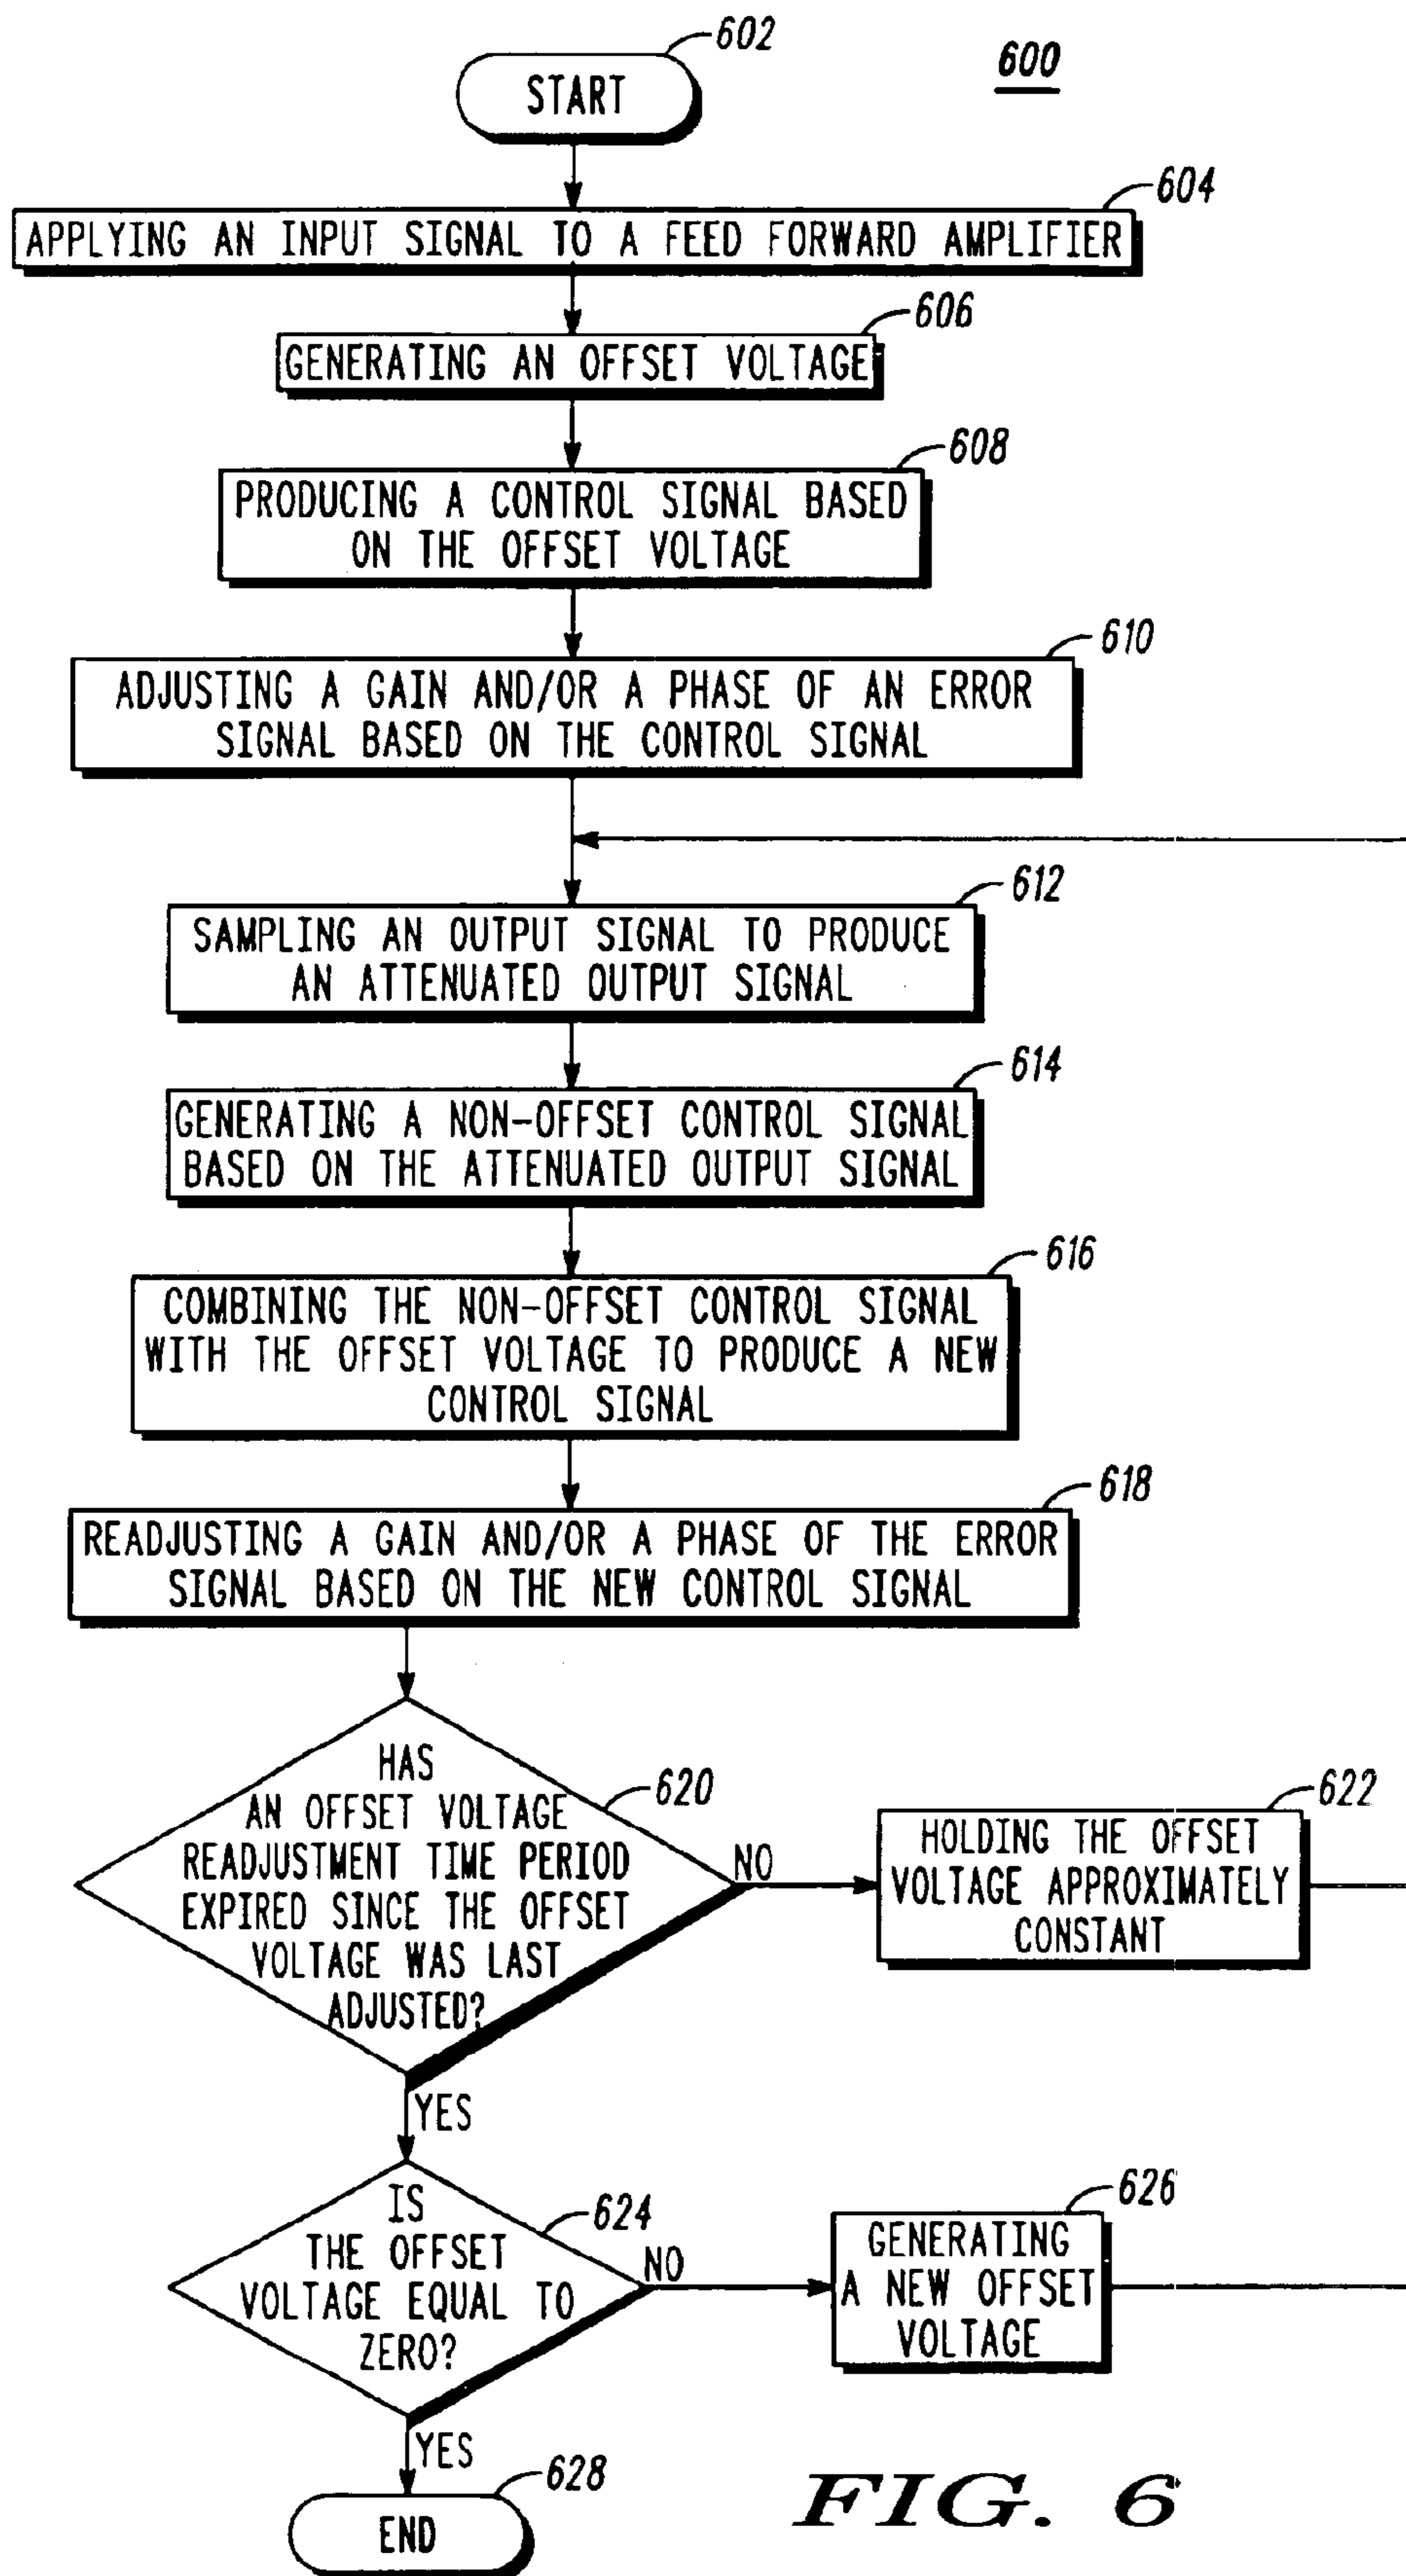 602
600
START
604
APPLYING AN INPUT SIGNAL TO A FEED FORWARD AMPLIFIER
606
GENERATING AN OFFSET VOLTAGE
608
PRODUCING A CONTROL SIGNAL BASED
ON THE OFFSET VOLTAGE
610
ADJUSTING A GAIN AND/OR A PHASE OF AN ERROR
SIGNAL BASED ON THE CONTROL SIGNAL
612
SAMPLING AN OUTPUT SIGNAL TO PRODUCE
AN ATTENUATED OUTPUT SIGNAL
614
GENERATING A NON-OFFSET CONTROL SIGNAL
BASED ON THE ATTENUATED OUTPUT SIGNAL
616
COMBINING THE NON-OFFSET CONTROL SIGNAL
WITH THE OFFSET VOLTAGE TO PRODUCE A NEW
CONTROL SIGNAL
618
READJUSTING A GAIN AND/OR A PHASE OF THE ERROR
SIGNAL BASED ON THE NEW CONTROL SIGNAL
620
HAS
AN OFFSET VOLTAGE
READJUSTMENT TIME PERIOD
EXPIRED SINCE THE OFFSET
VOLTAGE WAS LAST
ADJUSTED?
NO
622
HOLDING THE OFFSET
VOLTAGE APPROXIMATELY
CONSTANT
YES
624
IS
THE OFFSET
VOLTAGE EQUAL TO
ZERO?
NO
626
GENERATING
A NEW OFFSET
VOLTAGE
YES
628
END
FIG. 6